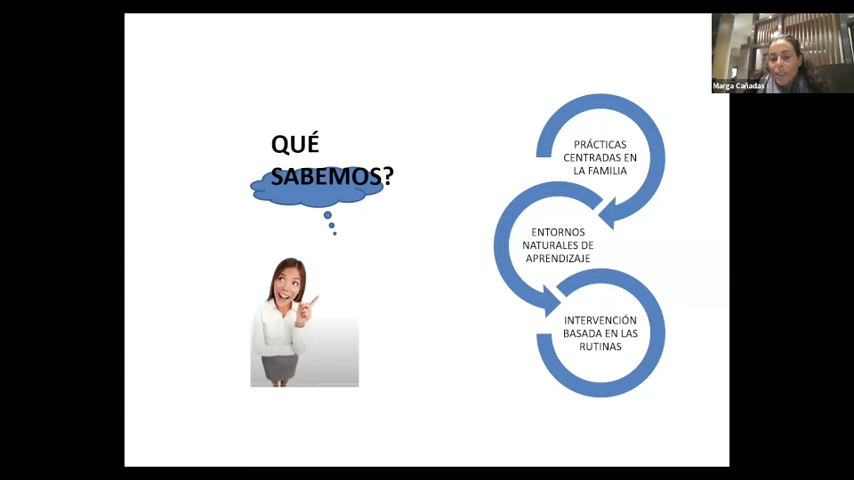 QUÉ
SABEMOS?
PRÁCTICAS
CENTRADAS EN
LA FAMILIA
ENTORNOS
NATURALES DE
APRENDIZAJE
INTERVENCIÓN
BASADA EN LAS
RUTINAS
Marga Cañadas